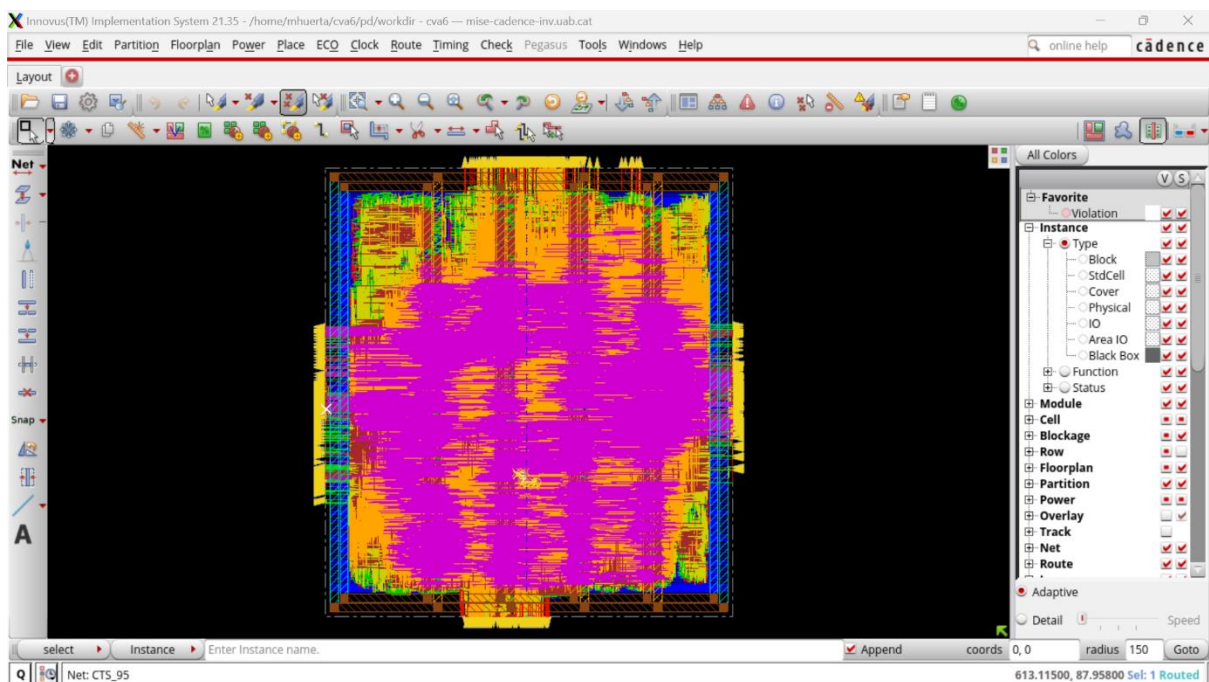 Innovus(TM) Implementation System 21.35 - /home/mhuerta/cva6/pd/workdir - cva6 — mise-cadence-inv.uab.cat
File View Edit Partition Floorplan Power Place ECO Clock Route Timing Check Pegasus Tools Windows Help
online help
cādence
Layout
Net
Snap
A
All Colors
V S
Favorite
Violation
Instance
Type
Block
StdCell
Cover
Physical
IO
Area IO
Black Box
Function
Status
Module
Cell
Blockage
Row
Floorplan
Partition
Power
Overlay
Track
Net
Route
Adaptive
Detail Speed
select Instance Enter Instance name. Append coords 0, 0 radius 150 Goto
Q Net: CTS_95 613.11500, 87.95800 Sel: 1 Routed